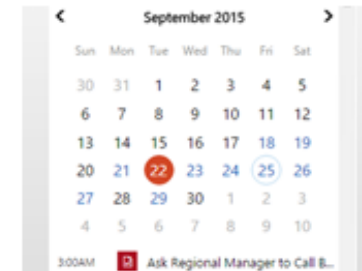 September 2015
Sun Mon Tue Wed Thu Fri Sat
30 31 1 2 3 4 5
6 7 8 9 10 11 12
13 14 15 16 17 18 19
20 21 22 23 24 25 26
27 28 29 30 1 2 3
4 5 6 7 8 9 10
3:00AM Ask Regional Manager to Call B...